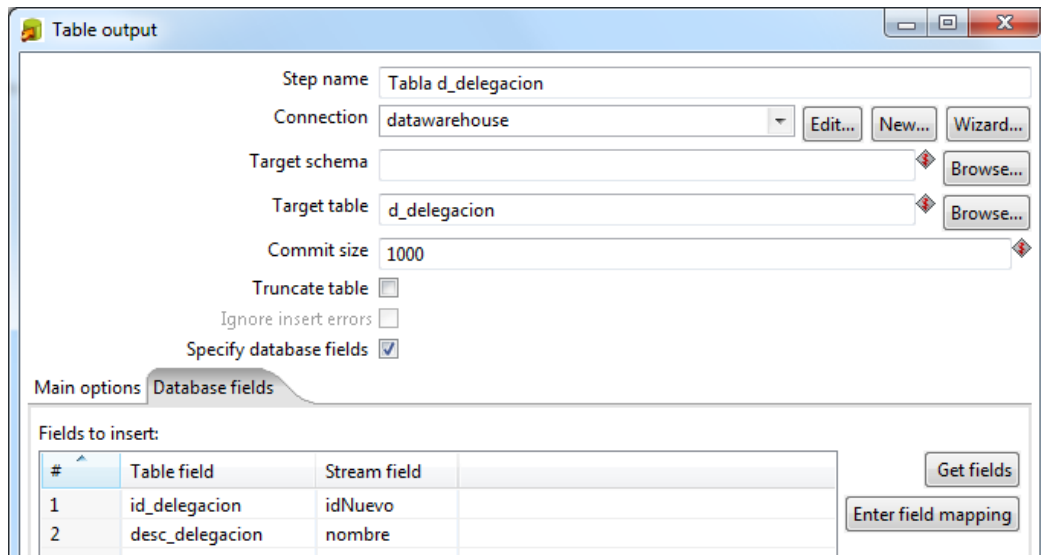 Table output
Step name Tabla d_delegacion
Connection datawarehouse Edit... New... Wizard...
Target schema Browse...
Target table d_delegacion Browse...
Commit size 1000
Truncate table
Ignore insert errors
Specify database fields
Main options Database fields
Fields to insert:
# Table field Stream field Get fields
1 id_delegacion idNuevo Enter field mapping
2 desc_delegacion nombre